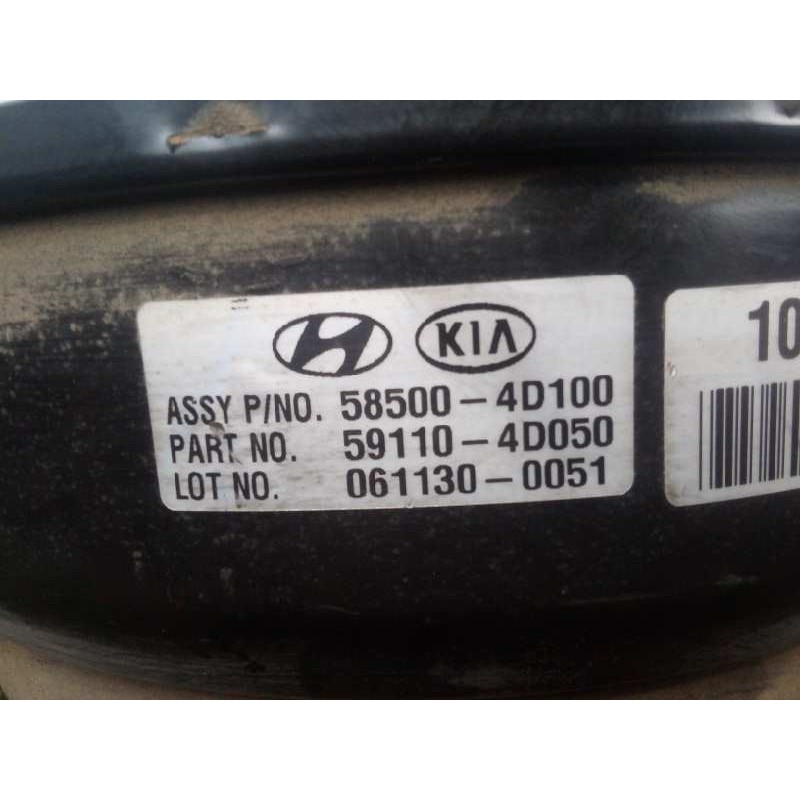 KIA
ASSY P/NO. 58500-4D100
PART NO. 59110-4D050
LOT NO. 061130-0051
10